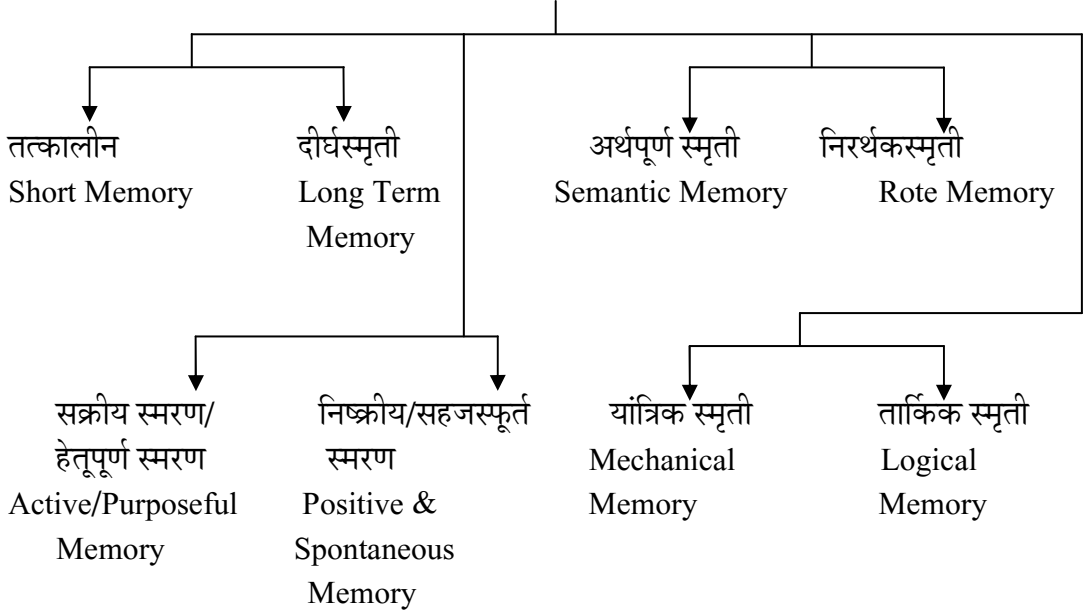 तत्कालीन
Short Memory
दीर्घस्मृती
Long Term
Memory
अर्थपूर्ण स्मृती
Semantic Memory
निरर्थकस्मृती
Rote Memory
सक्रीय स्मरण/
हेतूपूर्ण स्मरण
Active/Purposeful
Memory
निष्क्रीय/सहजस्फूर्त
स्मरण
Positive &
Spontaneous
Memory
यांत्रिक स्मृती
Mechanical
Memory
तार्किक स्मृती
Logical
Memory